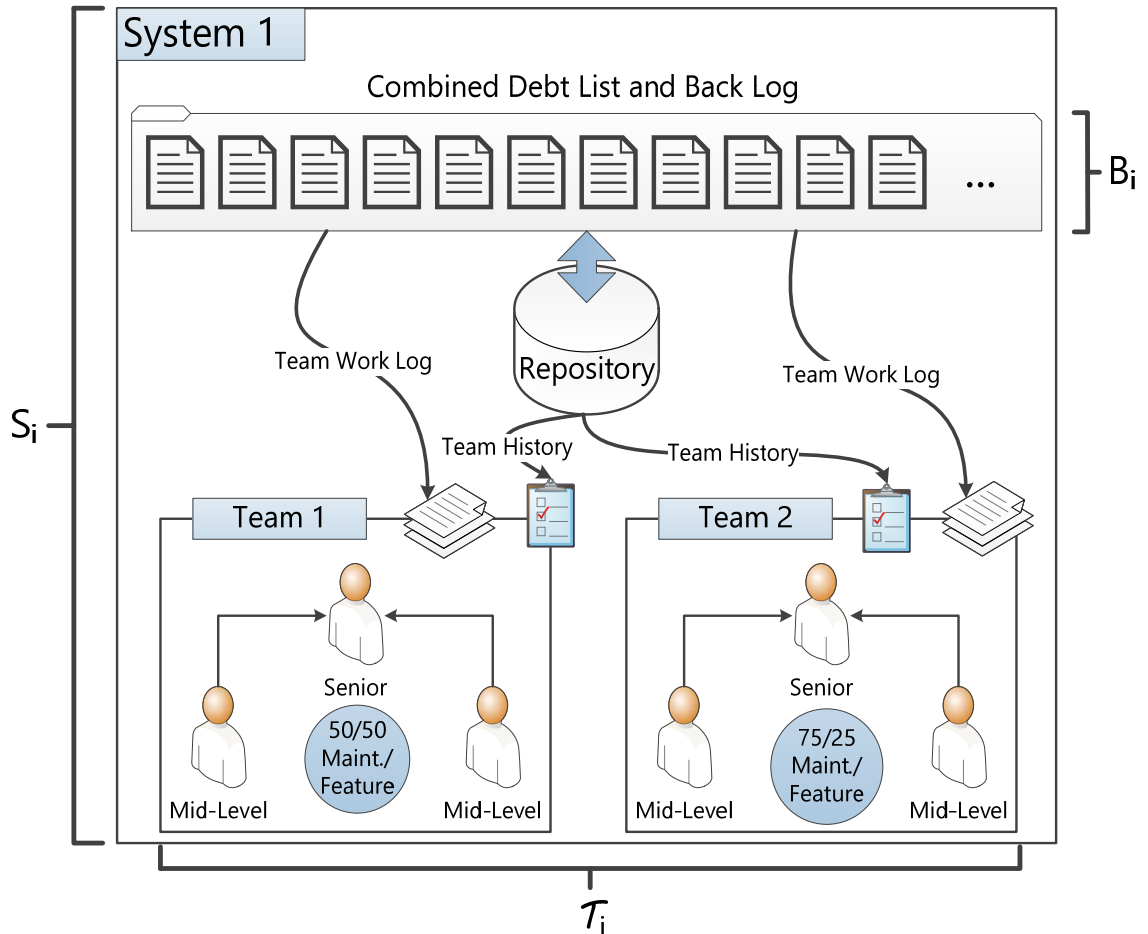 System 1
Combined Debt List and Back Log
...
Bi
Team Work Log
Repository
Team Work Log
Si
Team History
Team History
Team 1
Team 2
Senior
Senior
50/50
Maint./
Feature
75/25
Maint./
Feature
Mid-Level
Mid-Level
Mid-Level
Mid-Level
𝒯i